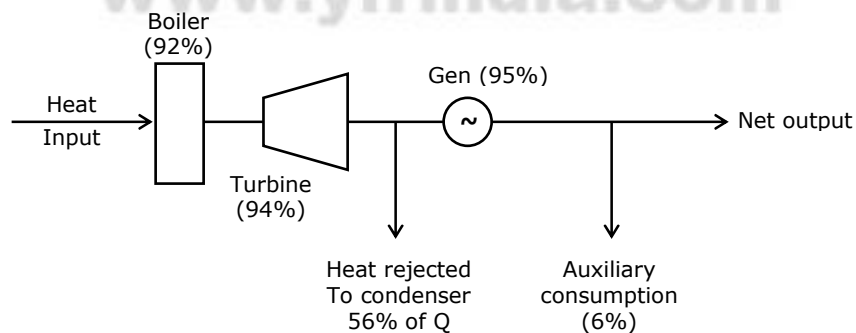 Boiler
(92%)
Gen (95%)
Heat
Input
~
Net output
Turbine
(94%)
Heat rejected
To condenser
56% of Q
Auxiliary
consumption
(6%)